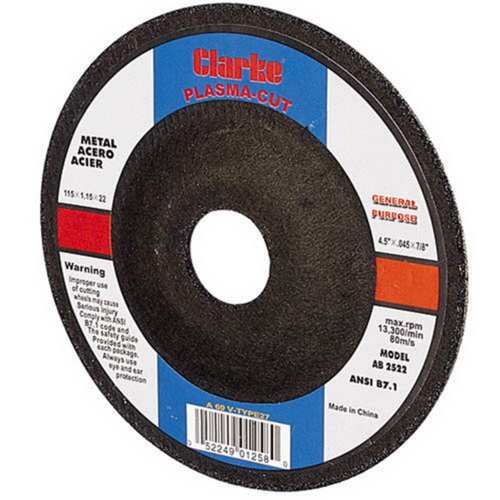 Clarke
PLASMA-CUT
METAL
ACERO
ACIER
115 X 1.15 X 22
Warning
Improper use
of cutting
wheels may cause
Serious injury
Comply with ANSI
B7.1 code and
The safety guide
Provided with
each package.
Always use
eye and ear
protection
GENERAL
PURPOSE
4.5" X .045 X 7/8"
max.rpm
13,300/min
80m/s
MODEL
AB 2522
ANSI B7.1
Made in China
A 60 V-TYPE27
0 52249 01258 0